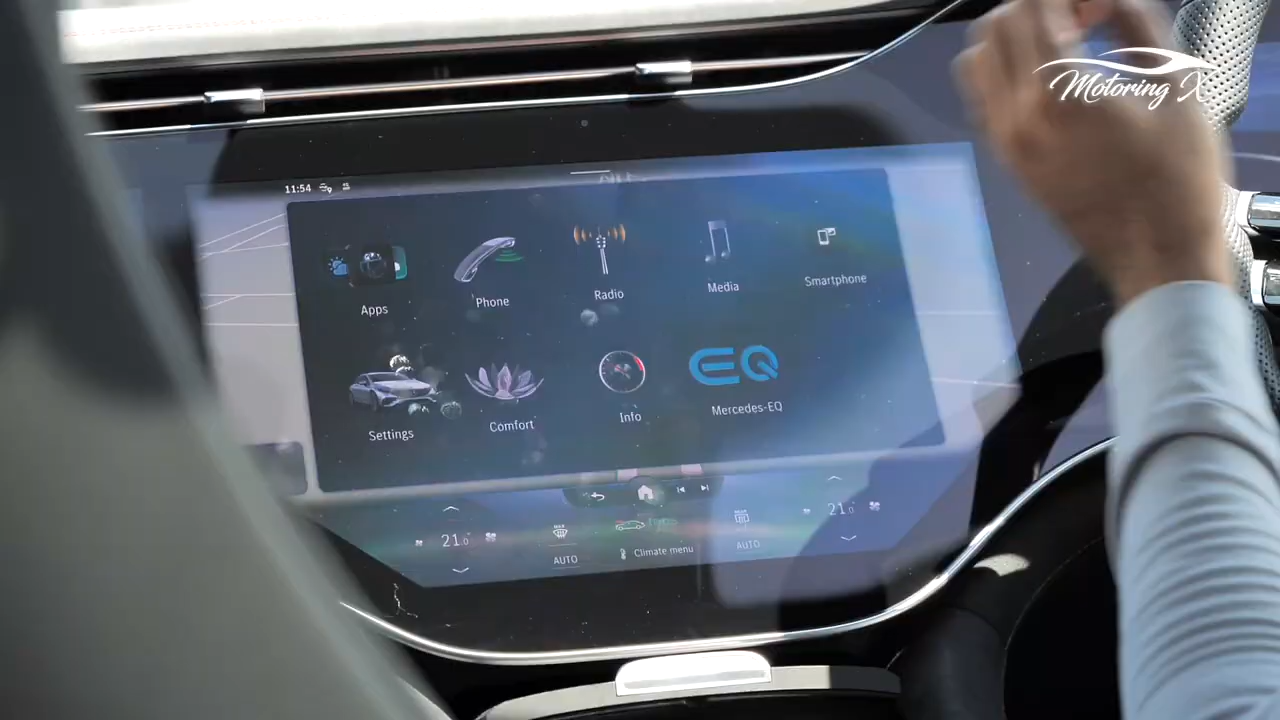 Motoring X
11:54
Apps
Phone
Radio
Media
Smartphone
Settings
Comfort
Info
EQ
Mercedes-EQ
21.0
REAR
AUTO
Climate menu
AUTO
21.0